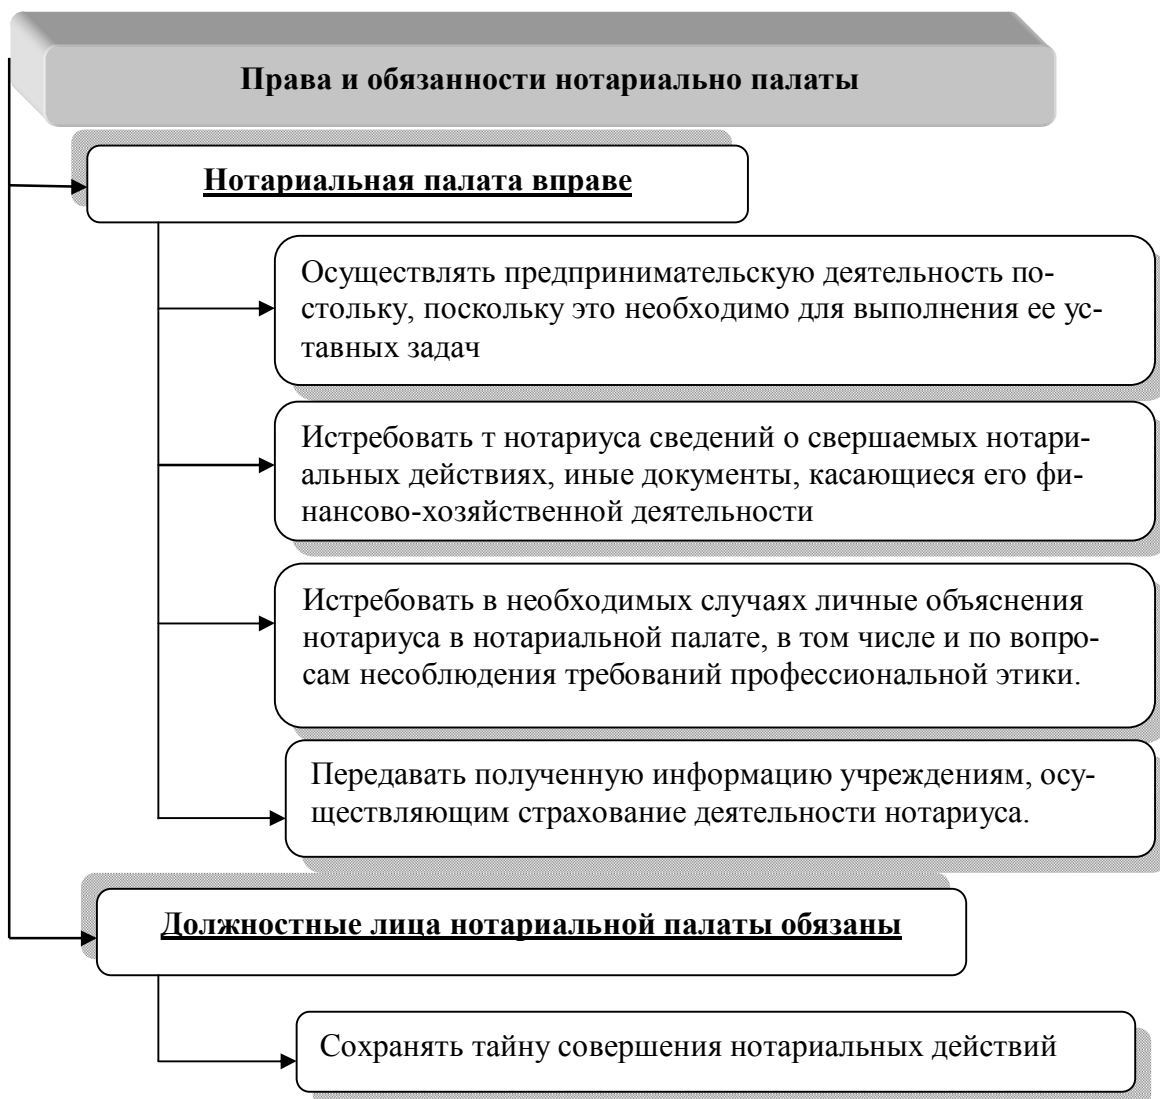 Права и обязанности нотариально палаты
Нотариальная палата вправе
Осуществлять предпринимательскую деятельность по-
стольку, поскольку это необходимо для выполнения ее ус-
тавных задач
Истребовать т нотариуса сведений о свершаемых нотари-
альных действиях, иные документы, касающиеся его фи-
нансово-хозяйственной деятельности
Истребовать в необходимых случаях личные объяснения
нотариуса в нотариальной палате, в том числе и по вопро-
сам несоблюдения требований профессиональной этики.
Передавать полученную информацию учреждениям, осу-
ществляющим страхование деятельности нотариуса.
Должностные лица нотариальной палаты обязаны
Сохранять тайну совершения нотариальных действий